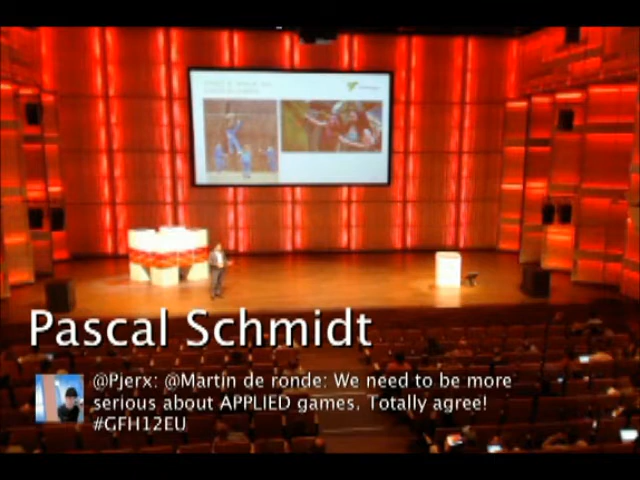 Pascal Schmidt
@Pjerx: @Martin de ronde: We need to be more
serious about APPLIED games. Totally agree!
#GFH12EU